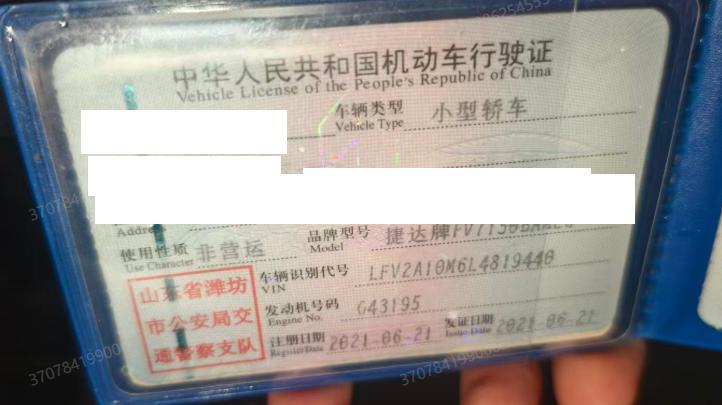 中华人民共和国机动车行驶证
Vehicle License of the People's Republic of China
车辆类型 小型轿车
Vehicle Type
Address
使用性质 非营运 品牌型号 捷达牌
Use Character Model
山东省潍坊
市公安局交
通警察支队
车辆识别代号 LFV2A10M6L4819440
VIN
发动机号码 G43195
Engine No.
注册日期 2021-06-21 发证日期 2021-06-21
Register Date Issue Date